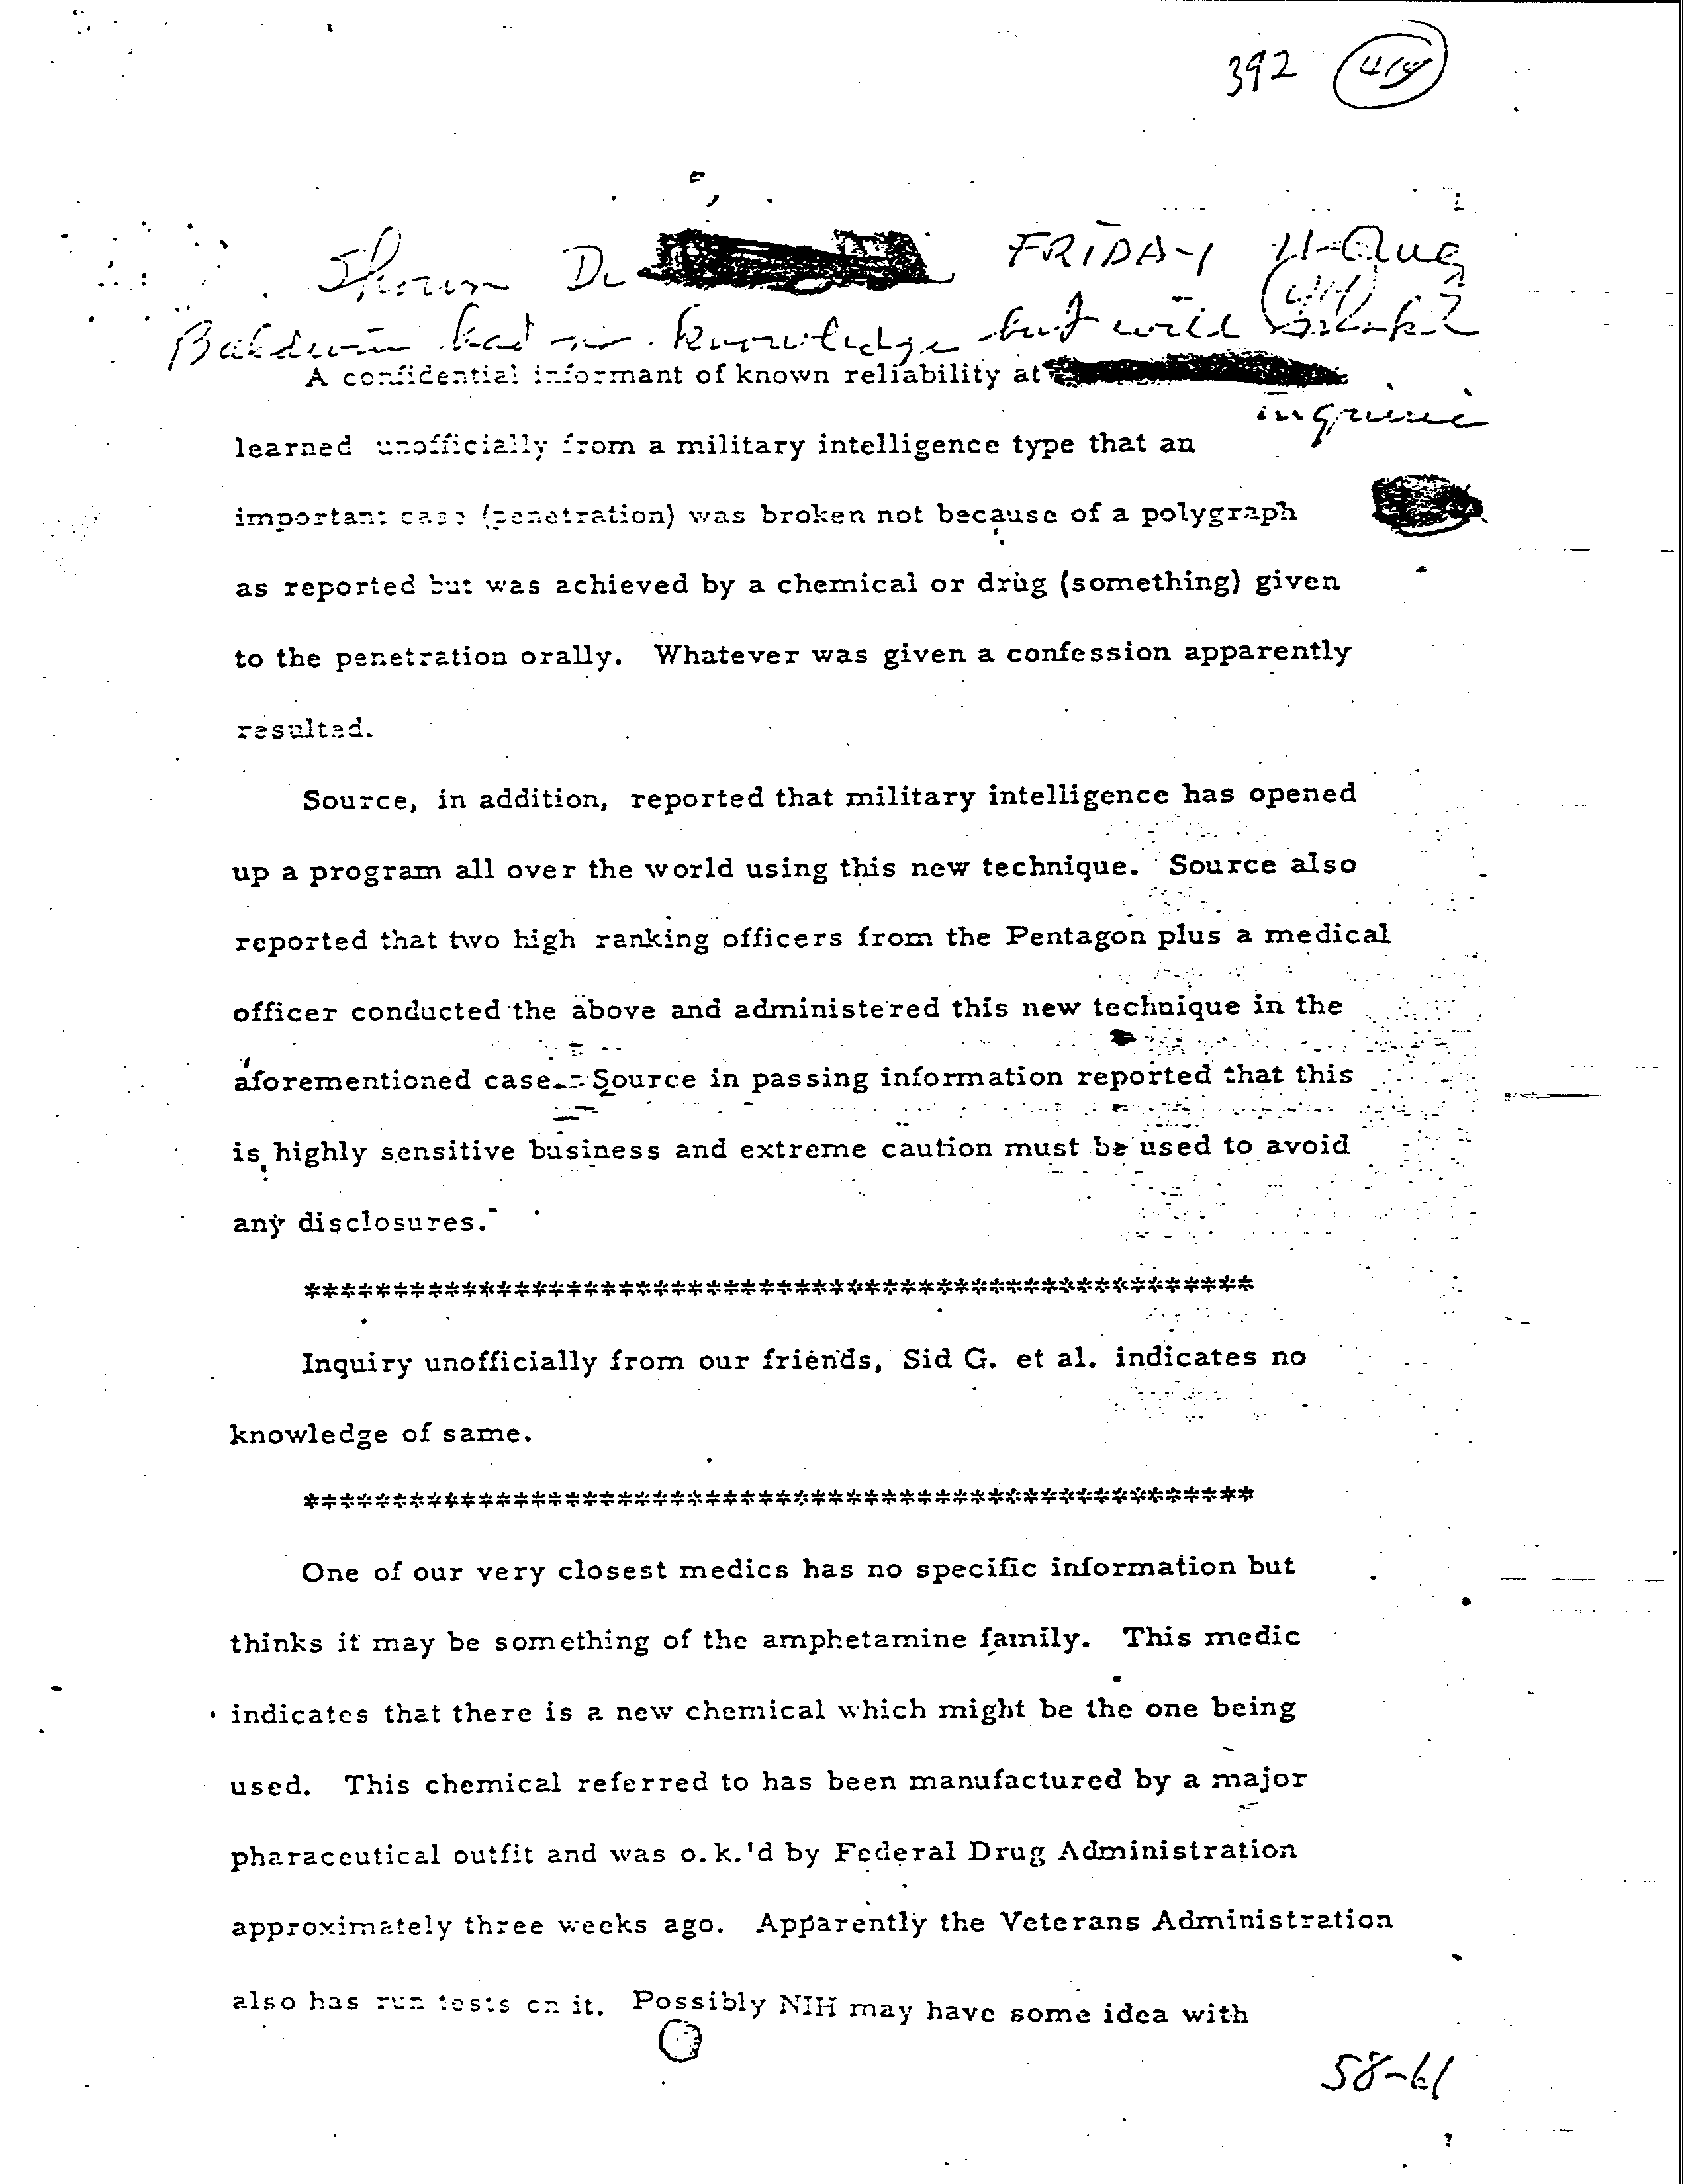 392
Shown Dr FRIDAY 11-Aug
Baldwin had no knowledge but will
A confidential informant of known reliability at
inquire
learned unofficially from a military intelligence type that an
important case (penetration) was broken not because of a polygraph
as reported but was achieved by a chemical or drug (something) given
to the penetration orally. Whatever was given a confession apparently
resulted.
Source, in addition, reported that military intelligence has opened
up a program all over the world using this new technique. Source also
reported that two high ranking officers from the Pentagon plus a medical
officer conducted the above and administered this new technique in the
aforementioned case. Source in passing information reported that this
is highly sensitive business and extreme caution must be used to avoid
any disclosures.
******************************************************
Inquiry unofficially from our friends, Sid G. et al. indicates no
knowledge of same.
******************************************************
One of our very closest medics has no specific information but
thinks it may be something of the amphetamine family. This medic
indicates that there is a new chemical which might be the one being
used. This chemical referred to has been manufactured by a major
pharaceutical outfit and was o.k.'d by Federal Drug Administration
approximately three weeks ago. Apparently the Veterans Administration
also has run tests on it. Possibly NIH may have some idea with
58-61